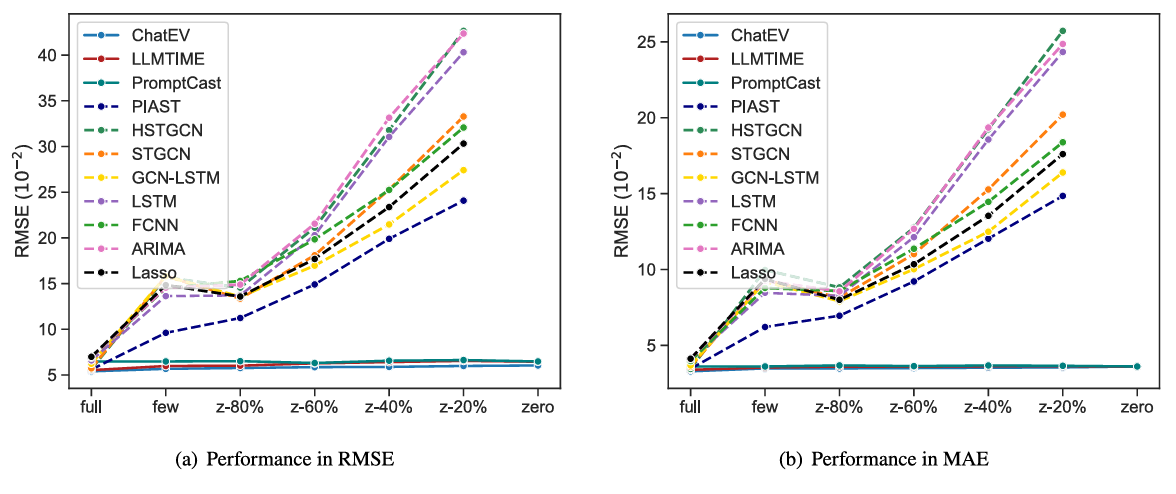 ChatEV
LLMTIME
PromptCast
PIAST
HSTGCN
STGCN
GCN-LSTM
LSTM
FCNN
ARIMA
Lasso
RMSE (10⁻²)
40
35
30
25
20
15
10
5
full few z-80% z-60% z-40% z-20% zero
(a) Performance in RMSE
ChatEV
LLMTIME
PromptCast
PIAST
HSTGCN
STGCN
GCN-LSTM
LSTM
FCNN
ARIMA
Lasso
RMSE (10⁻²)
25
20
15
10
5
full few z-80% z-60% z-40% z-20% zero
(b) Performance in MAE